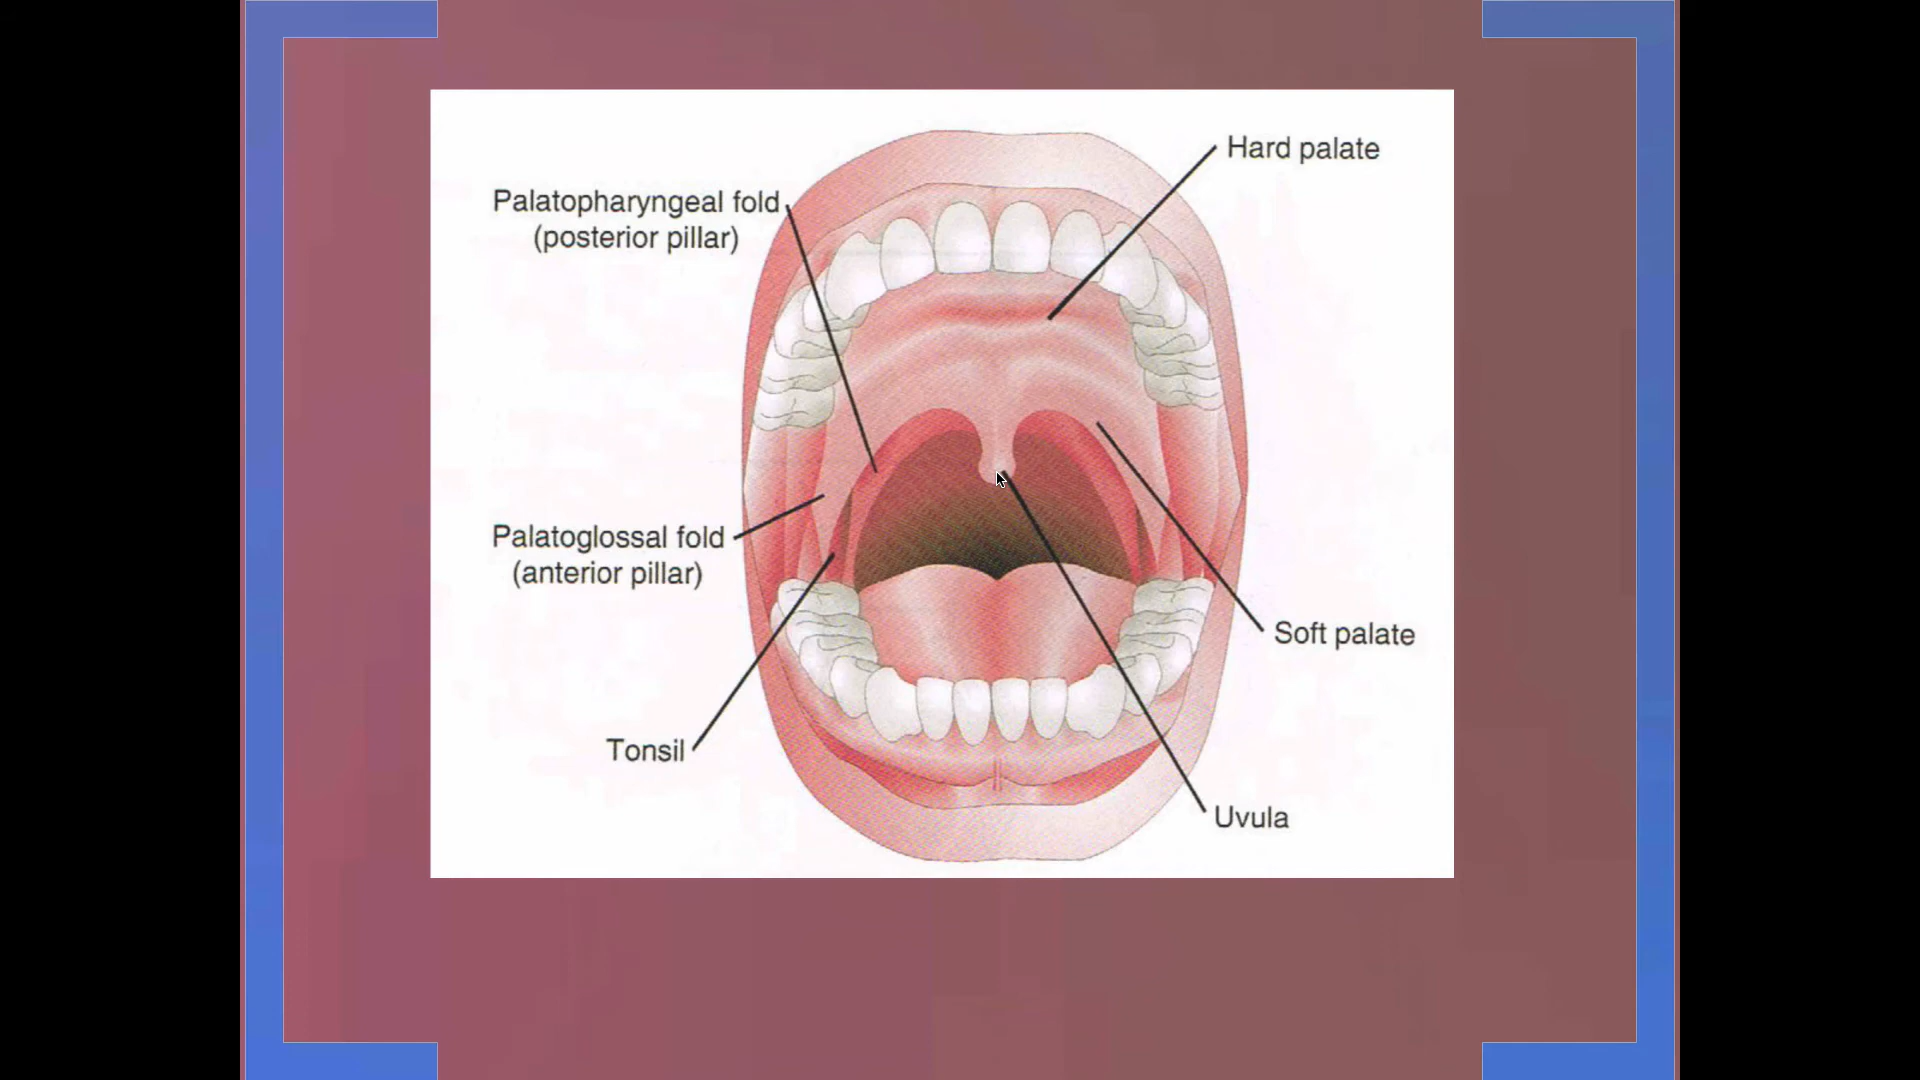 Hard palate
Palatopharyngeal fold
(posterior pillar)
Palatoglossal fold
(anterior pillar)
Soft palate
Tonsil
Uvula